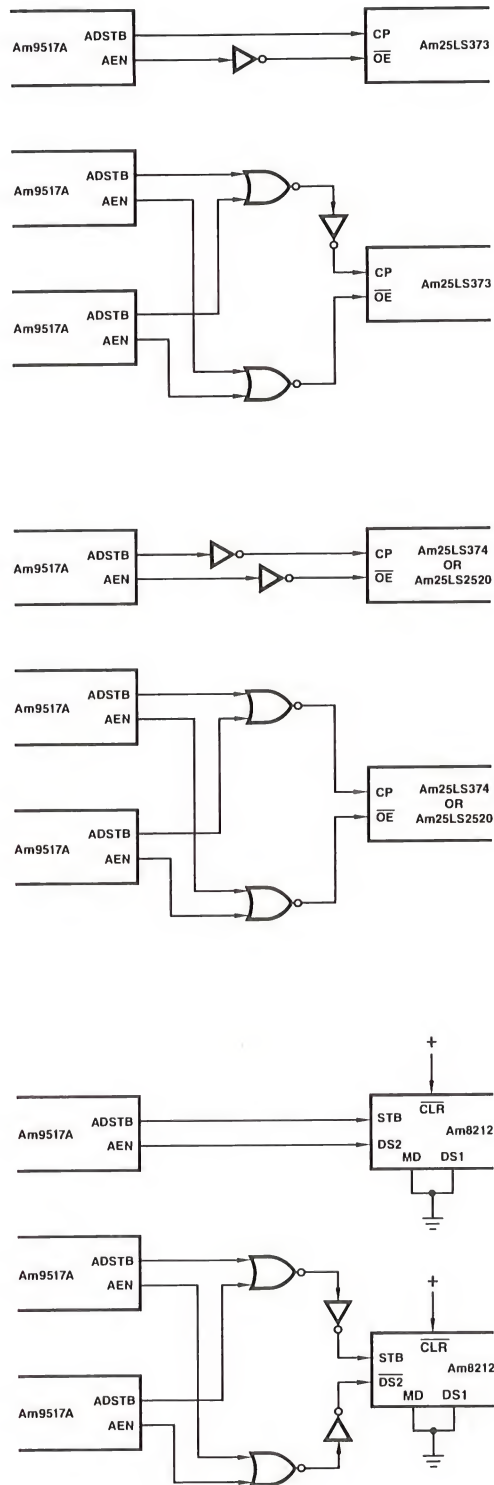 Am9517A
ADSTB
AEN
CP
OE
Am25LS373
Am9517A
ADSTB
AEN
Am9517A
ADSTB
AEN
CP
OE
Am25LS373
Am9517A
ADSTB
AEN
CP
OE
Am25LS374
OR
Am25LS2520
Am9517A
ADSTB
AEN
Am9517A
ADSTB
AEN
CP
OE
Am25LS374
OR
Am25LS2520
+
Am9517A
ADSTB
AEN
STB
DS2
CLR
Am8212
MD DS1
Am9517A
ADSTB
AEN
Am9517A
ADSTB
AEN
+
STB
DS2
CLR
Am8212
MD DS1